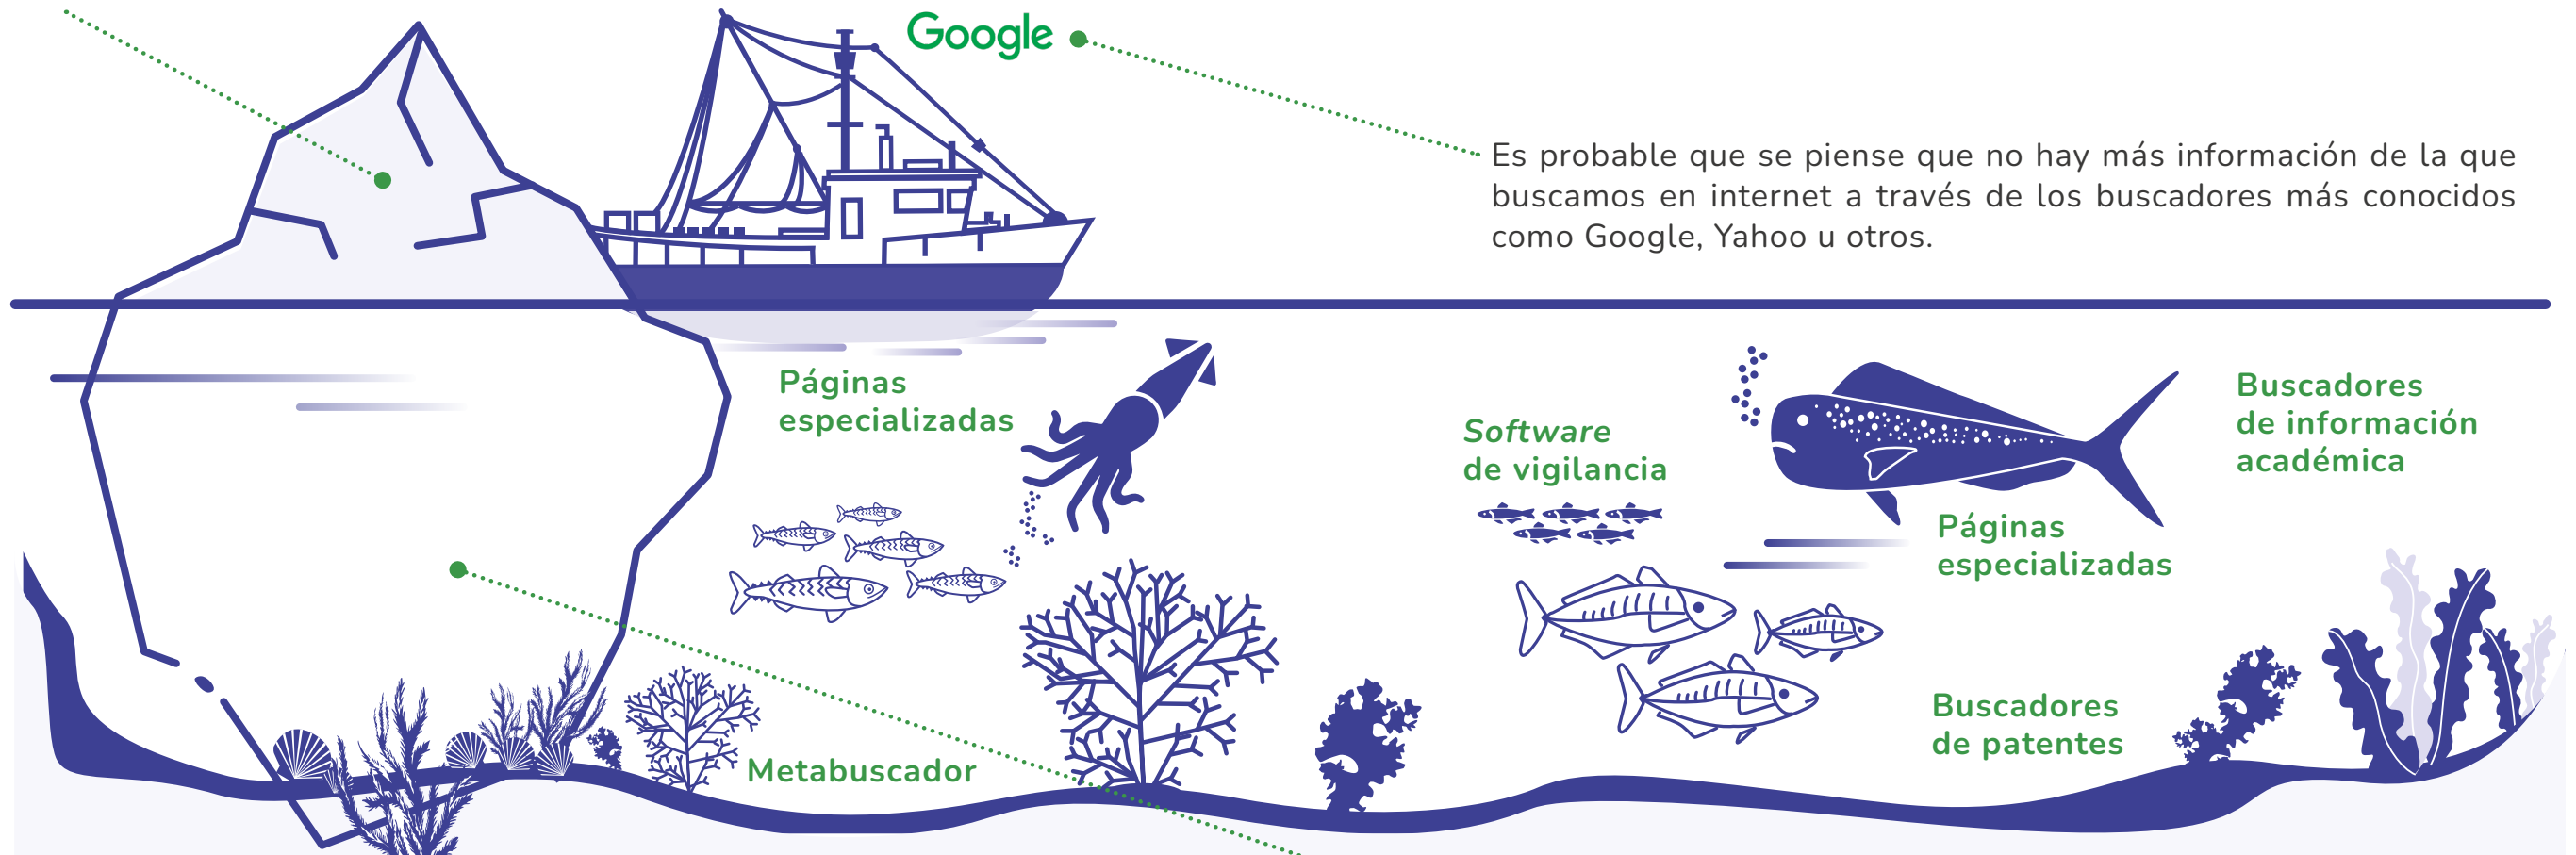 Google
Es probable que se piense que no hay más información de la que
buscamos en internet a través de los buscadores más conocidos
como Google, Yahoo u otros.
Páginas
especializadas
Software
de vigilancia
Buscadores
de información
académica
Páginas
especializadas
Buscadores
de patentes
Metabuscador